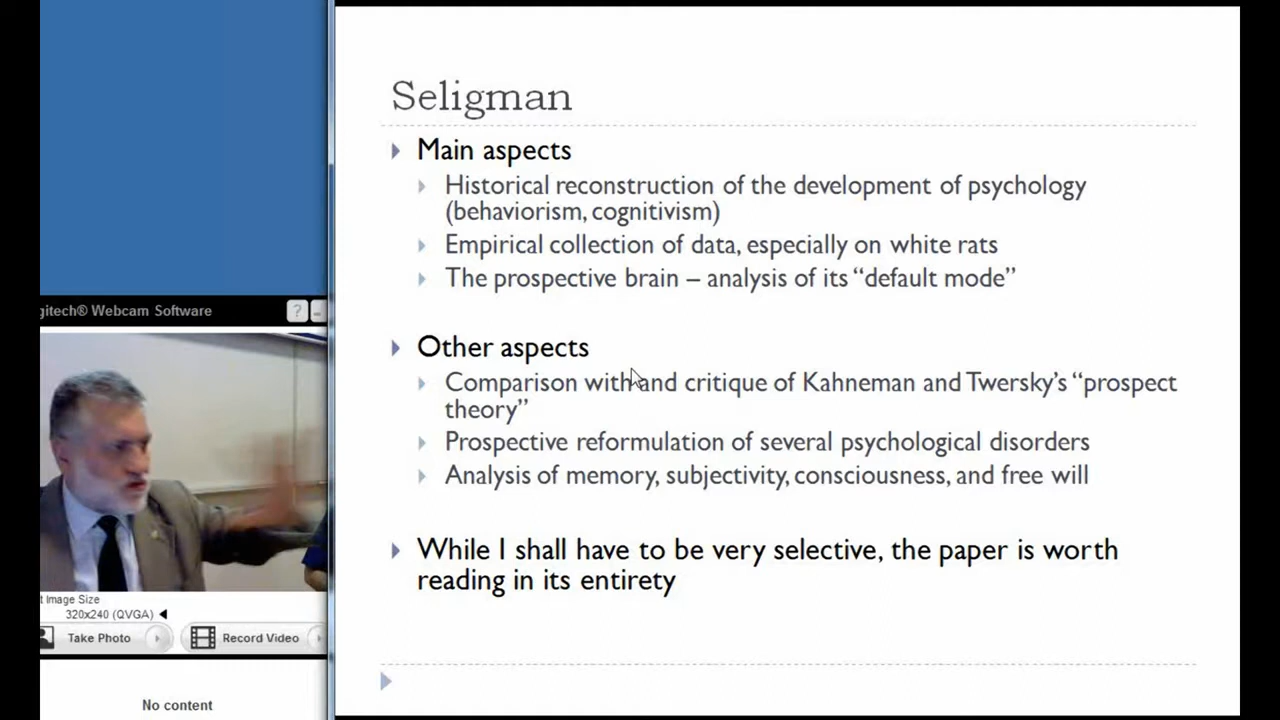 Seligman
Main aspects
Historical reconstruction of the development of psychology
(behaviorism, cognitivism)
Empirical collection of data, especially on white rats
The prospective brain – analysis of its “default mode”
Other aspects
Comparison with and critique of Kahneman and Twersky’s “prospect
theory”
Prospective reformulation of several psychological disorders
Analysis of memory, subjectivity, consciousness, and free will
While I shall have to be very selective, the paper is worth
reading in its entirety
gitech® Webcam Software
?
t Image Size
320x240 (QVGA)
Take Photo
Record Video
No content